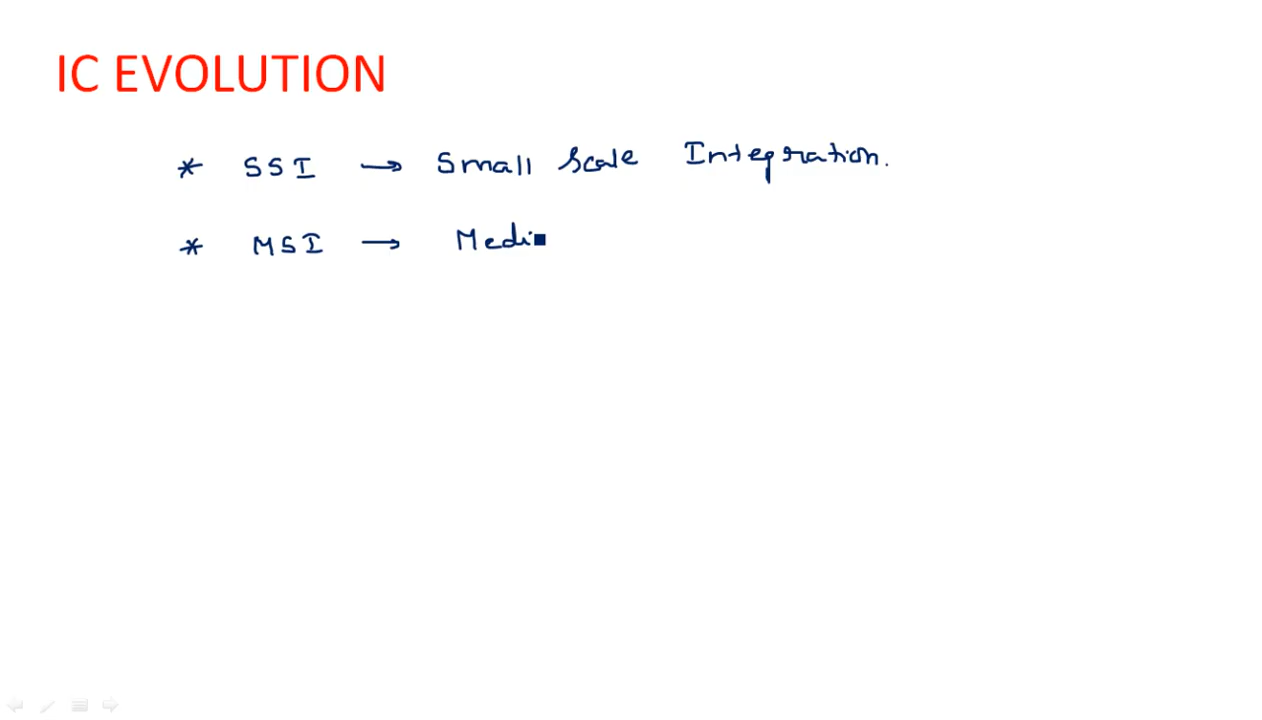 IC EVOLUTION
* SSI → Small Scale Integration.
* MSI → Medi